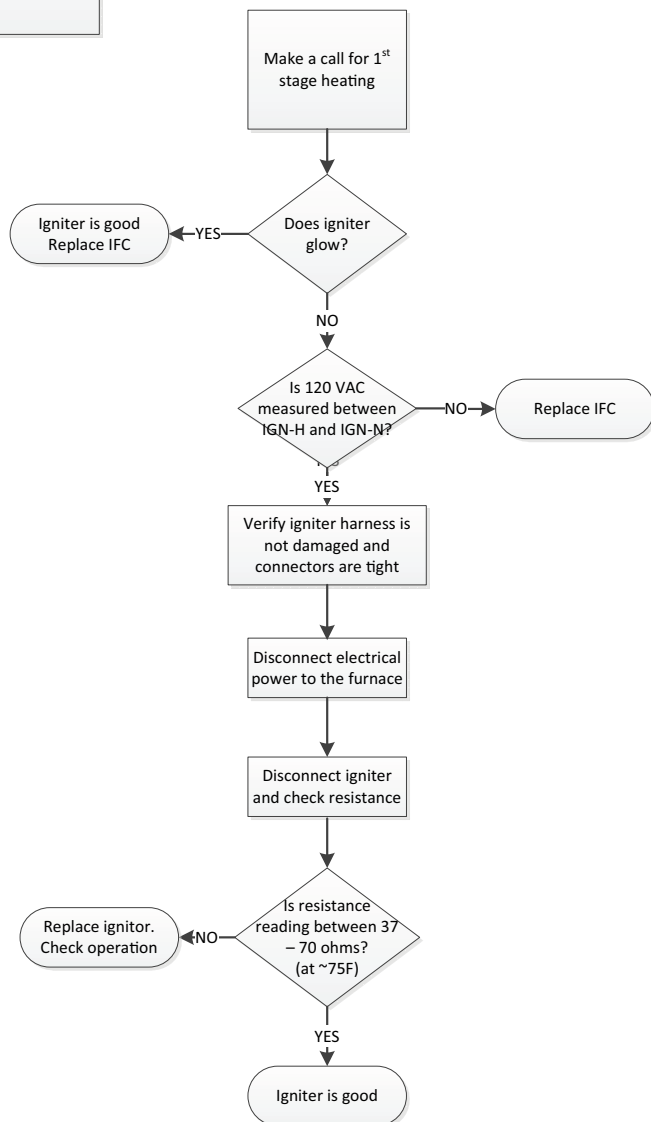 Make a call for 1st
stage heating
Does igniter
glow?
YES
Igniter is good
Replace IFC
NO
Is 120 VAC
measured between
IGN-H and IGN-N?
NO
Replace IFC
YES
Verify igniter harness is
not damaged and
connectors are tight
Disconnect electrical
power to the furnace
Disconnect igniter
and check resistance
Is resistance
reading between 37
– 70 ohms?
(at ~75F)
NO
Replace ignitor.
Check operation
YES
Igniter is good